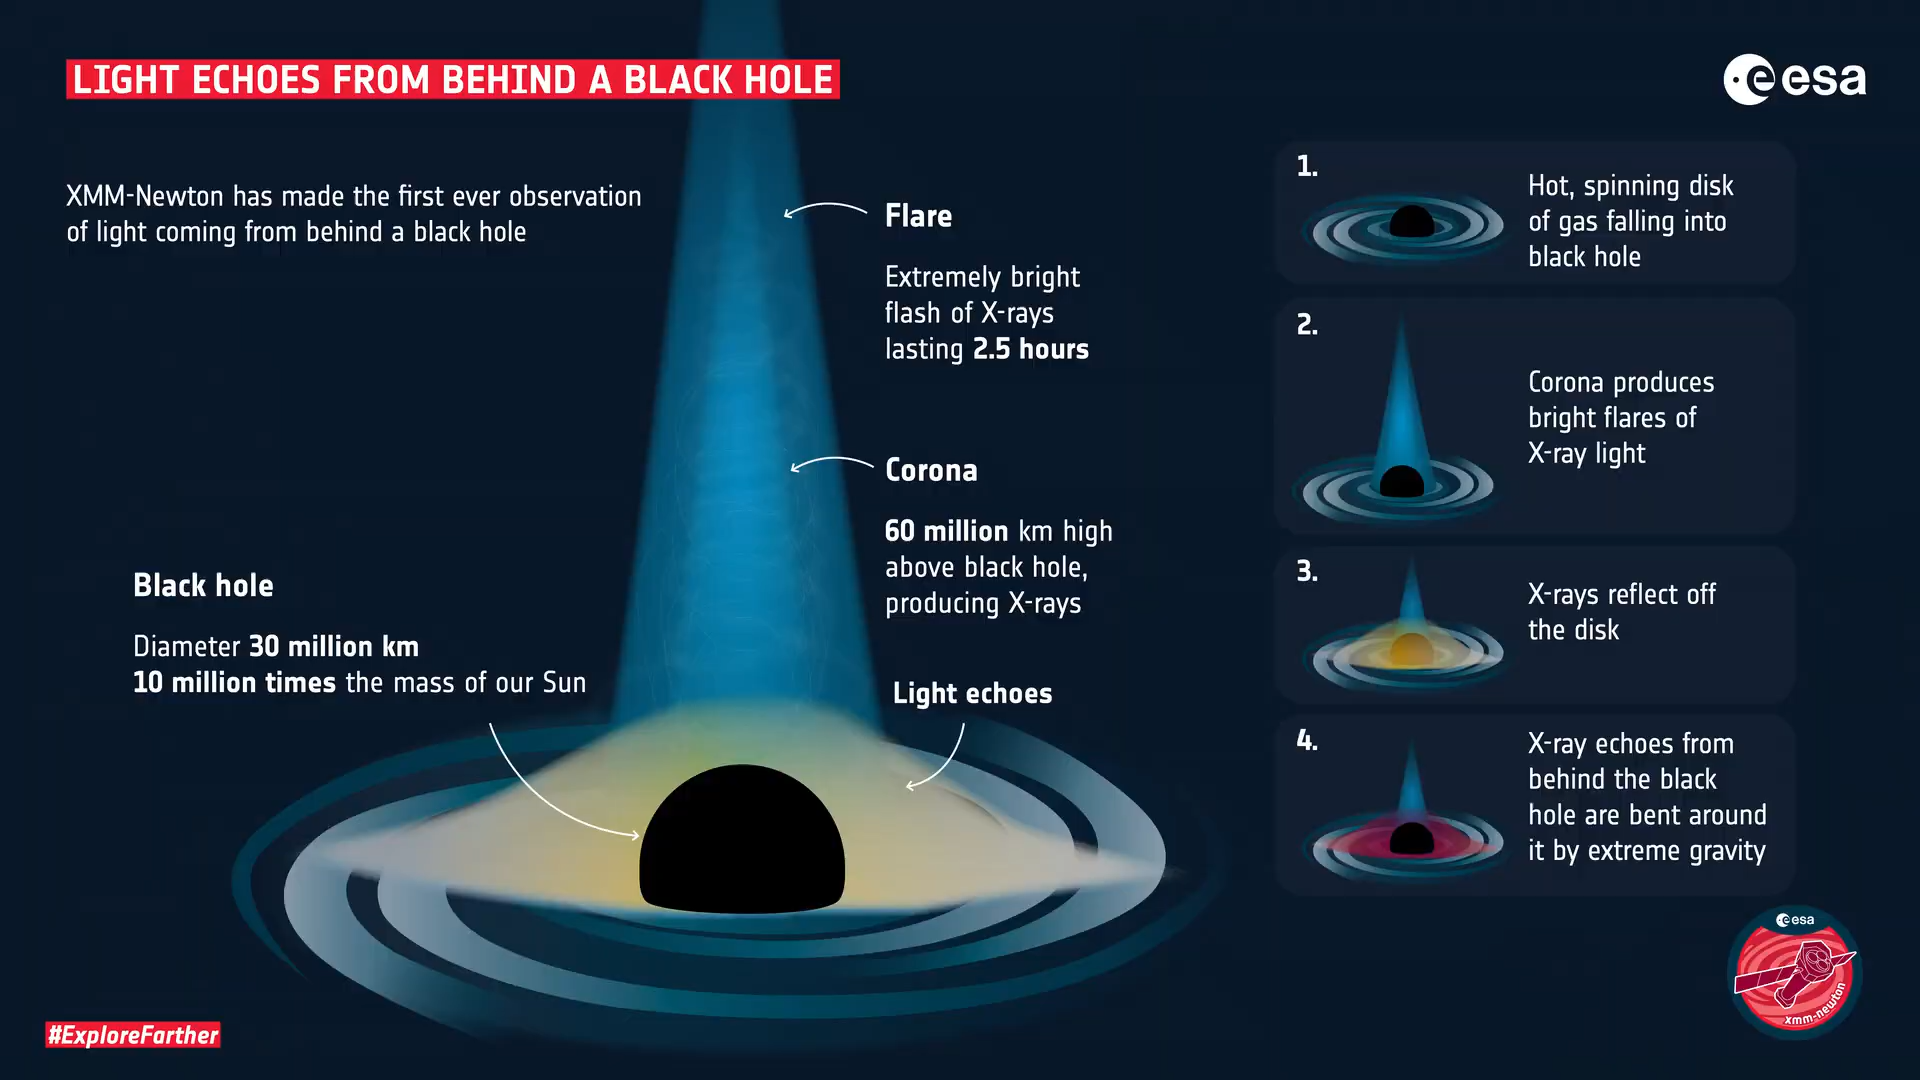 LIGHT ECHOES FROM BEHIND A BLACK HOLE
esa
XMM-Newton has made the first ever observation
of light coming from behind a black hole
Flare
Extremely bright
flash of X-rays
lasting 2.5 hours
Corona
60 million km high
above black hole,
producing X-rays
Black hole
Diameter 30 million km
10 million times the mass of our Sun
Light echoes
1.
Hot, spinning disk
of gas falling into
black hole
2.
Corona produces
bright flares of
X-ray light
3.
X-rays reflect off
the disk
4.
X-ray echoes from
behind the black
hole are bent around
it by extreme gravity
esa
xmm-newton
#ExploreFarther